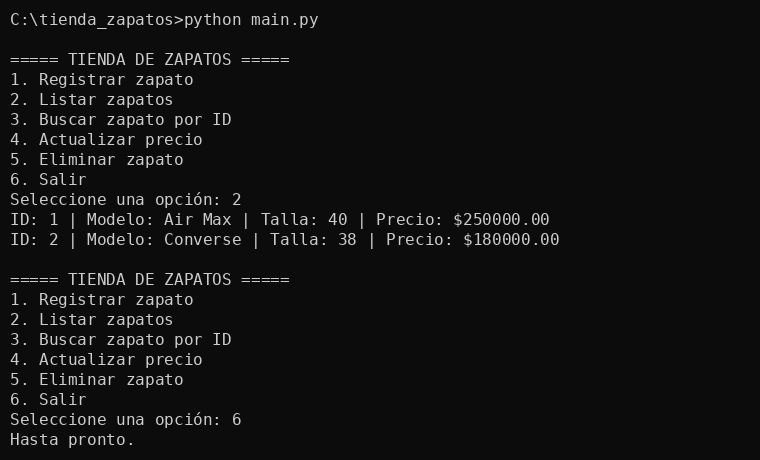 C:\tienda_zapatos>python main.py
===== TIENDA DE ZAPATOS =====
1. Registrar zapato
2. Listar zapatos
3. Buscar zapato por ID
4. Actualizar precio
5. Eliminar zapato
6. Salir
Seleccione una opción: 2
ID: 1 | Modelo: Air Max | Talla: 40 | Precio: $250000.00
ID: 2 | Modelo: Converse | Talla: 38 | Precio: $180000.00
===== TIENDA DE ZAPATOS =====
1. Registrar zapato
2. Listar zapatos
3. Buscar zapato por ID
4. Actualizar precio
5. Eliminar zapato
6. Salir
Seleccione una opción: 6
Hasta pronto.